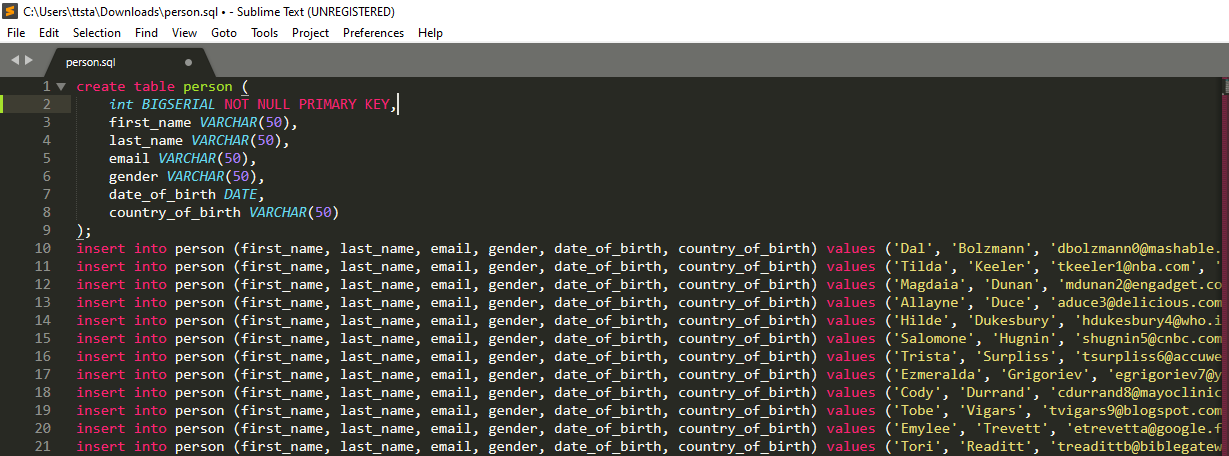 C:\Users\ttsta\Downloads\person.sql • - Sublime Text (UNREGISTERED)
File Edit Selection Find View Goto Tools Project Preferences Help
person.sql
1 create table person (
2 int BIGSERIAL NOT NULL PRIMARY KEY,
3 first_name VARCHAR(50),
4 last_name VARCHAR(50),
5 email VARCHAR(50),
6 gender VARCHAR(50),
7 date_of_birth DATE,
8 country_of_birth VARCHAR(50)
9 );
10 insert into person (first_name, last_name, email, gender, date_of_birth, country_of_birth) values ('Dal', 'Bolzmann', 'dbolzmann0@mashable.
11 insert into person (first_name, last_name, email, gender, date_of_birth, country_of_birth) values ('Tilda', 'Keeler', 'tkeeler1@nba.com', '
12 insert into person (first_name, last_name, email, gender, date_of_birth, country_of_birth) values ('Magdaia', 'Dunan', 'mdunan2@engadget.co
13 insert into person (first_name, last_name, email, gender, date_of_birth, country_of_birth) values ('Allayne', 'Duce', 'aduce3@delicious.com
14 insert into person (first_name, last_name, email, gender, date_of_birth, country_of_birth) values ('Hilde', 'Dukesbury', 'hdukesbury4@who.i
15 insert into person (first_name, last_name, email, gender, date_of_birth, country_of_birth) values ('Salomone', 'Hugnin', 'shugnin5@cnbc.com
16 insert into person (first_name, last_name, email, gender, date_of_birth, country_of_birth) values ('Trista', 'Surpliss', 'tsurpliss6@accuwe
17 insert into person (first_name, last_name, email, gender, date_of_birth, country_of_birth) values ('Ezmeralda', 'Grigoriev', 'egrigoriev7@y
18 insert into person (first_name, last_name, email, gender, date_of_birth, country_of_birth) values ('Cody', 'Durrand', 'cdurrand8@mayoclinic
19 insert into person (first_name, last_name, email, gender, date_of_birth, country_of_birth) values ('Tobe', 'Vigars', 'tvigars9@blogspot.com
20 insert into person (first_name, last_name, email, gender, date_of_birth, country_of_birth) values ('Emylee', 'Trevett', 'etrevetta@google.f
21 insert into person (first_name, last_name, email, gender, date_of_birth, country_of_birth) values ('Tori', 'Readitt', 'treadittb@biblegatew